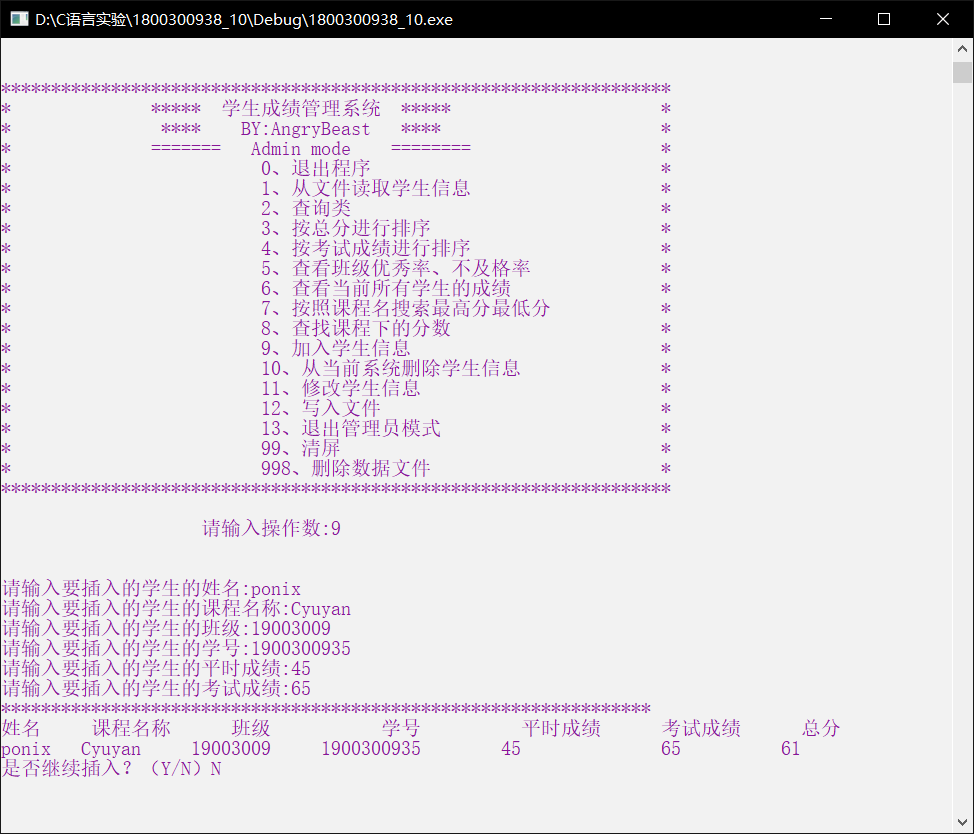 D:\C语言实验\1800300938_10\Debug\1800300938_10.exe
*******************************************************************
* ***** 学生成绩管理系统 ***** *
* **** BY:AngryBeast **** *
* ======= Admin mode ======== *
* 0、退出程序 *
* 1、从文件读取学生信息 *
* 2、查询类 *
* 3、按总分进行排序 *
* 4、按考试成绩进行排序 *
* 5、查看班级优秀率、不及格率 *
* 6、查看当前所有学生的成绩 *
* 7、按照课程名搜索最高分最低分 *
* 8、查找课程下的分数 *
* 9、加入学生信息 *
* 10、从当前系统删除学生信息 *
* 11、修改学生信息 *
* 12、写入文件 *
* 13、退出管理员模式 *
* 99、清屏 *
* 998、删除数据文件 *
*******************************************************************
请输入操作数:9
请输入要插入的学生的姓名:ponix
请输入要插入的学生的课程名称:Cyuyan
请输入要插入的学生的班级:19003009
请输入要插入的学生的学号:1900300935
请输入要插入的学生的平时成绩:45
请输入要插入的学生的考试成绩:65
*****************************************************************
姓名 课程名称 班级 学号 平时成绩 考试成绩 总分
ponix Cyuyan 19003009 1900300935 45 65 61
是否继续插入？（Y/N）N